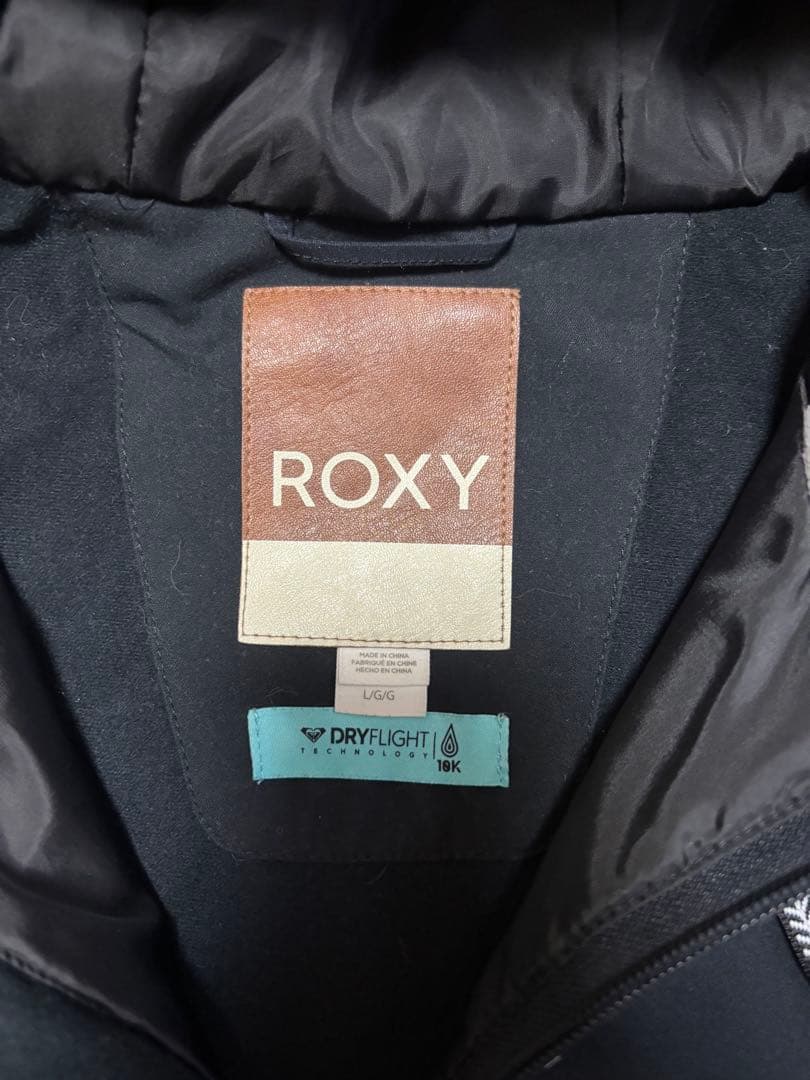 ROXY
MADE IN CHINA
FABRIQUÉ EN CHINE
HECHO EN CHINA
L/G/G
DRYFLIGHT
TECHNOLOGY
10K